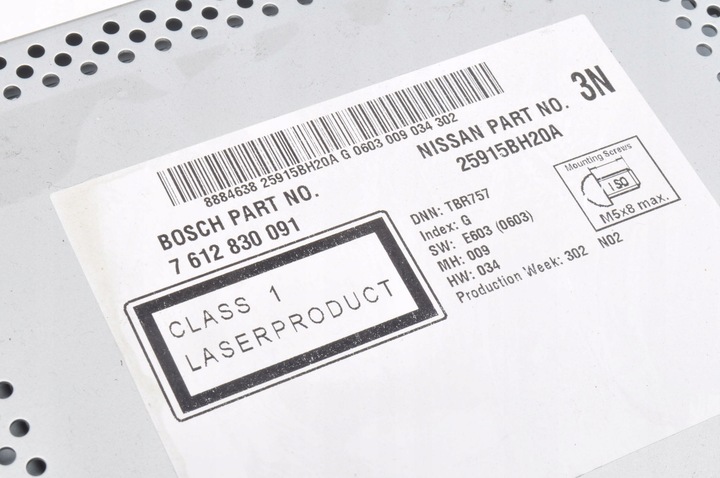 8884638 25915BH20A G 0603 009 034 302
BOSCH PART NO.
7 612 830 091
NISSAN PART NO. 3N
25915BH20A
DNN: TBR757
Index: G
SW: E603 (0603)
MH: 009
HW: 034
Production Week: 302 N02
Mounting Screws
ISO
M5x8 max.
CLASS 1
LASERPRODUCT